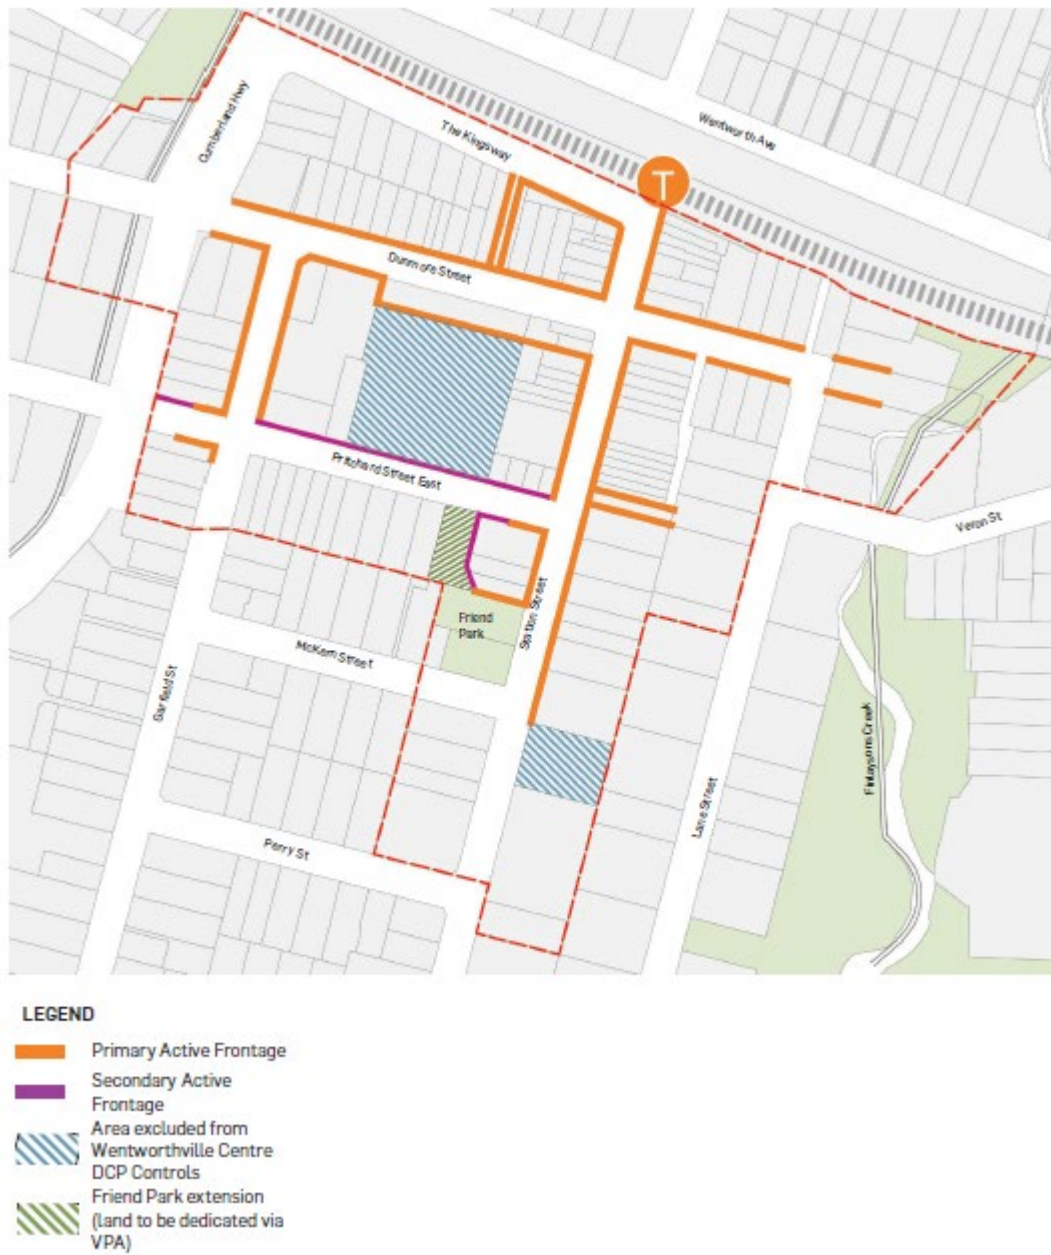 Cumberland Hwy
The Kingsway
Wentworth Ave
T
Dunmore Street
Pritchard Street East
Veron St
Friend
Park
Station Street
McKern Street
Garfield St
Finlaysons Creek
Lane Street
Perry St
LEGEND
Primary Active Frontage
Secondary Active
Frontage
Area excluded from
Wentworthville Centre
DCP Controls
Friend Park extension
(land to be dedicated via
VPA)